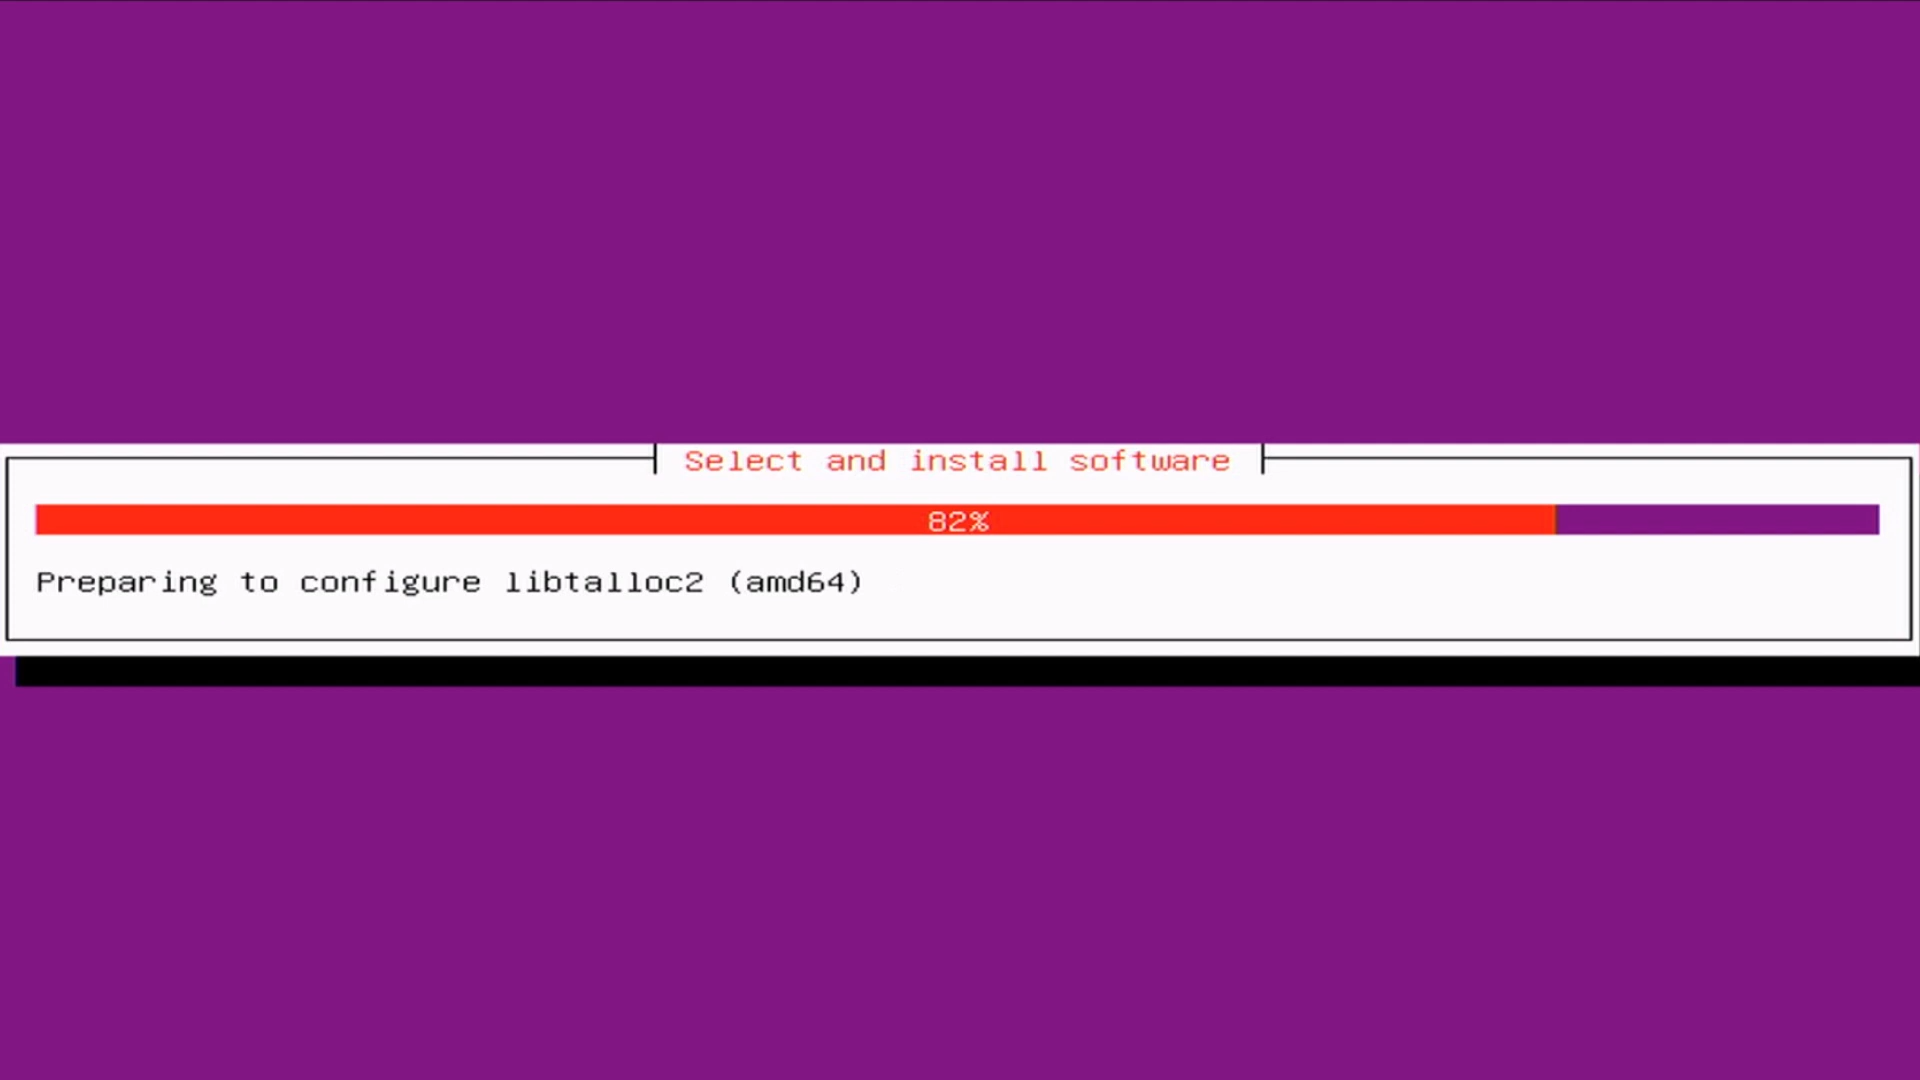 Select and install software
82%
Preparing to configure libtalloc2 (amd64)